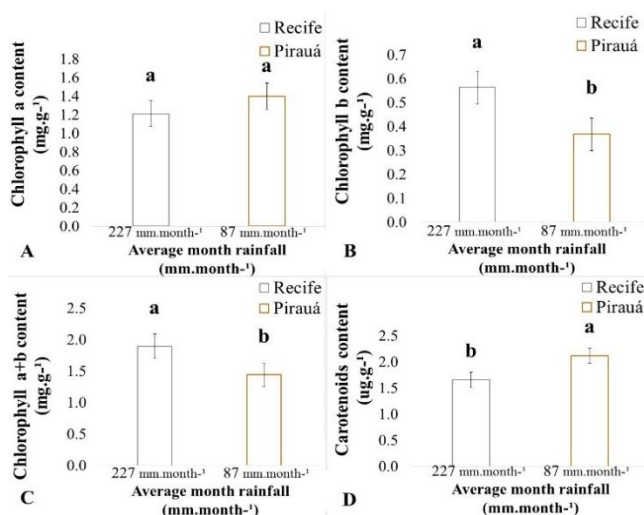 Recife
Pirauá
Chlorophyll a content
(mg.g-¹)
1.8
1.6
1.4
1.2
1.0
0.8
0.6
0.4
0.2
0.0
a
a
227 mm.month-¹
87 mm.month-¹
A
Average month rainfall
(mm.month-¹)
Recife
Pirauá
Chlorophyll b content
(mg.g-¹)
0.7
0.6
0.5
0.4
0.3
0.2
0.1
0.0
a
b
227 mm.month-¹
87 mm.month-¹
B
Average month rainfall
(mm.month-¹)
Recife
Pirauá
Chlorophyll a+b content
(mg.g-¹)
2.5
2.0
1.5
1.0
0.5
0.0
a
b
227 mm.month-¹
87 mm.month-¹
C
Average month rainfall
(mm.month-¹)
Recife
Pirauá
Carotenoids content
(ug.g-¹)
2.5
2.0
1.5
1.0
0.5
0.0
b
a
227 mm.month-¹
87 mm.month-¹
D
Average month rainfall
(mm.month-¹)